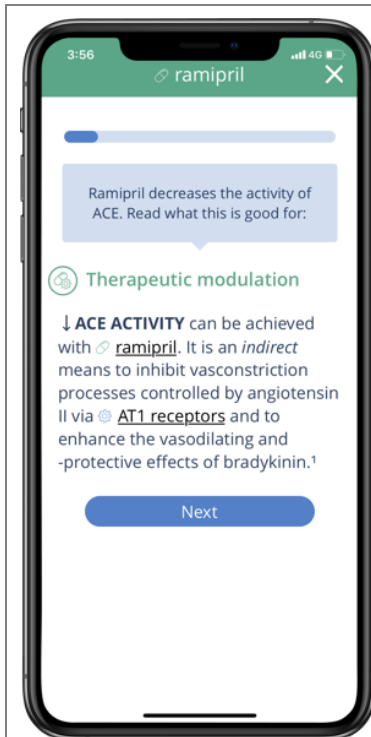 3:56
4G
ramipril
Ramipril decreases the activity of
ACE. Read what this is good for:
Therapeutic modulation
↓ ACE ACTIVITY can be achieved
with ramipril. It is an indirect
means to inhibit vasconstriction
processes controlled by angiotensin
II via AT1 receptors and to
enhance the vasodilating and
-protective effects of bradykinin.¹
Next